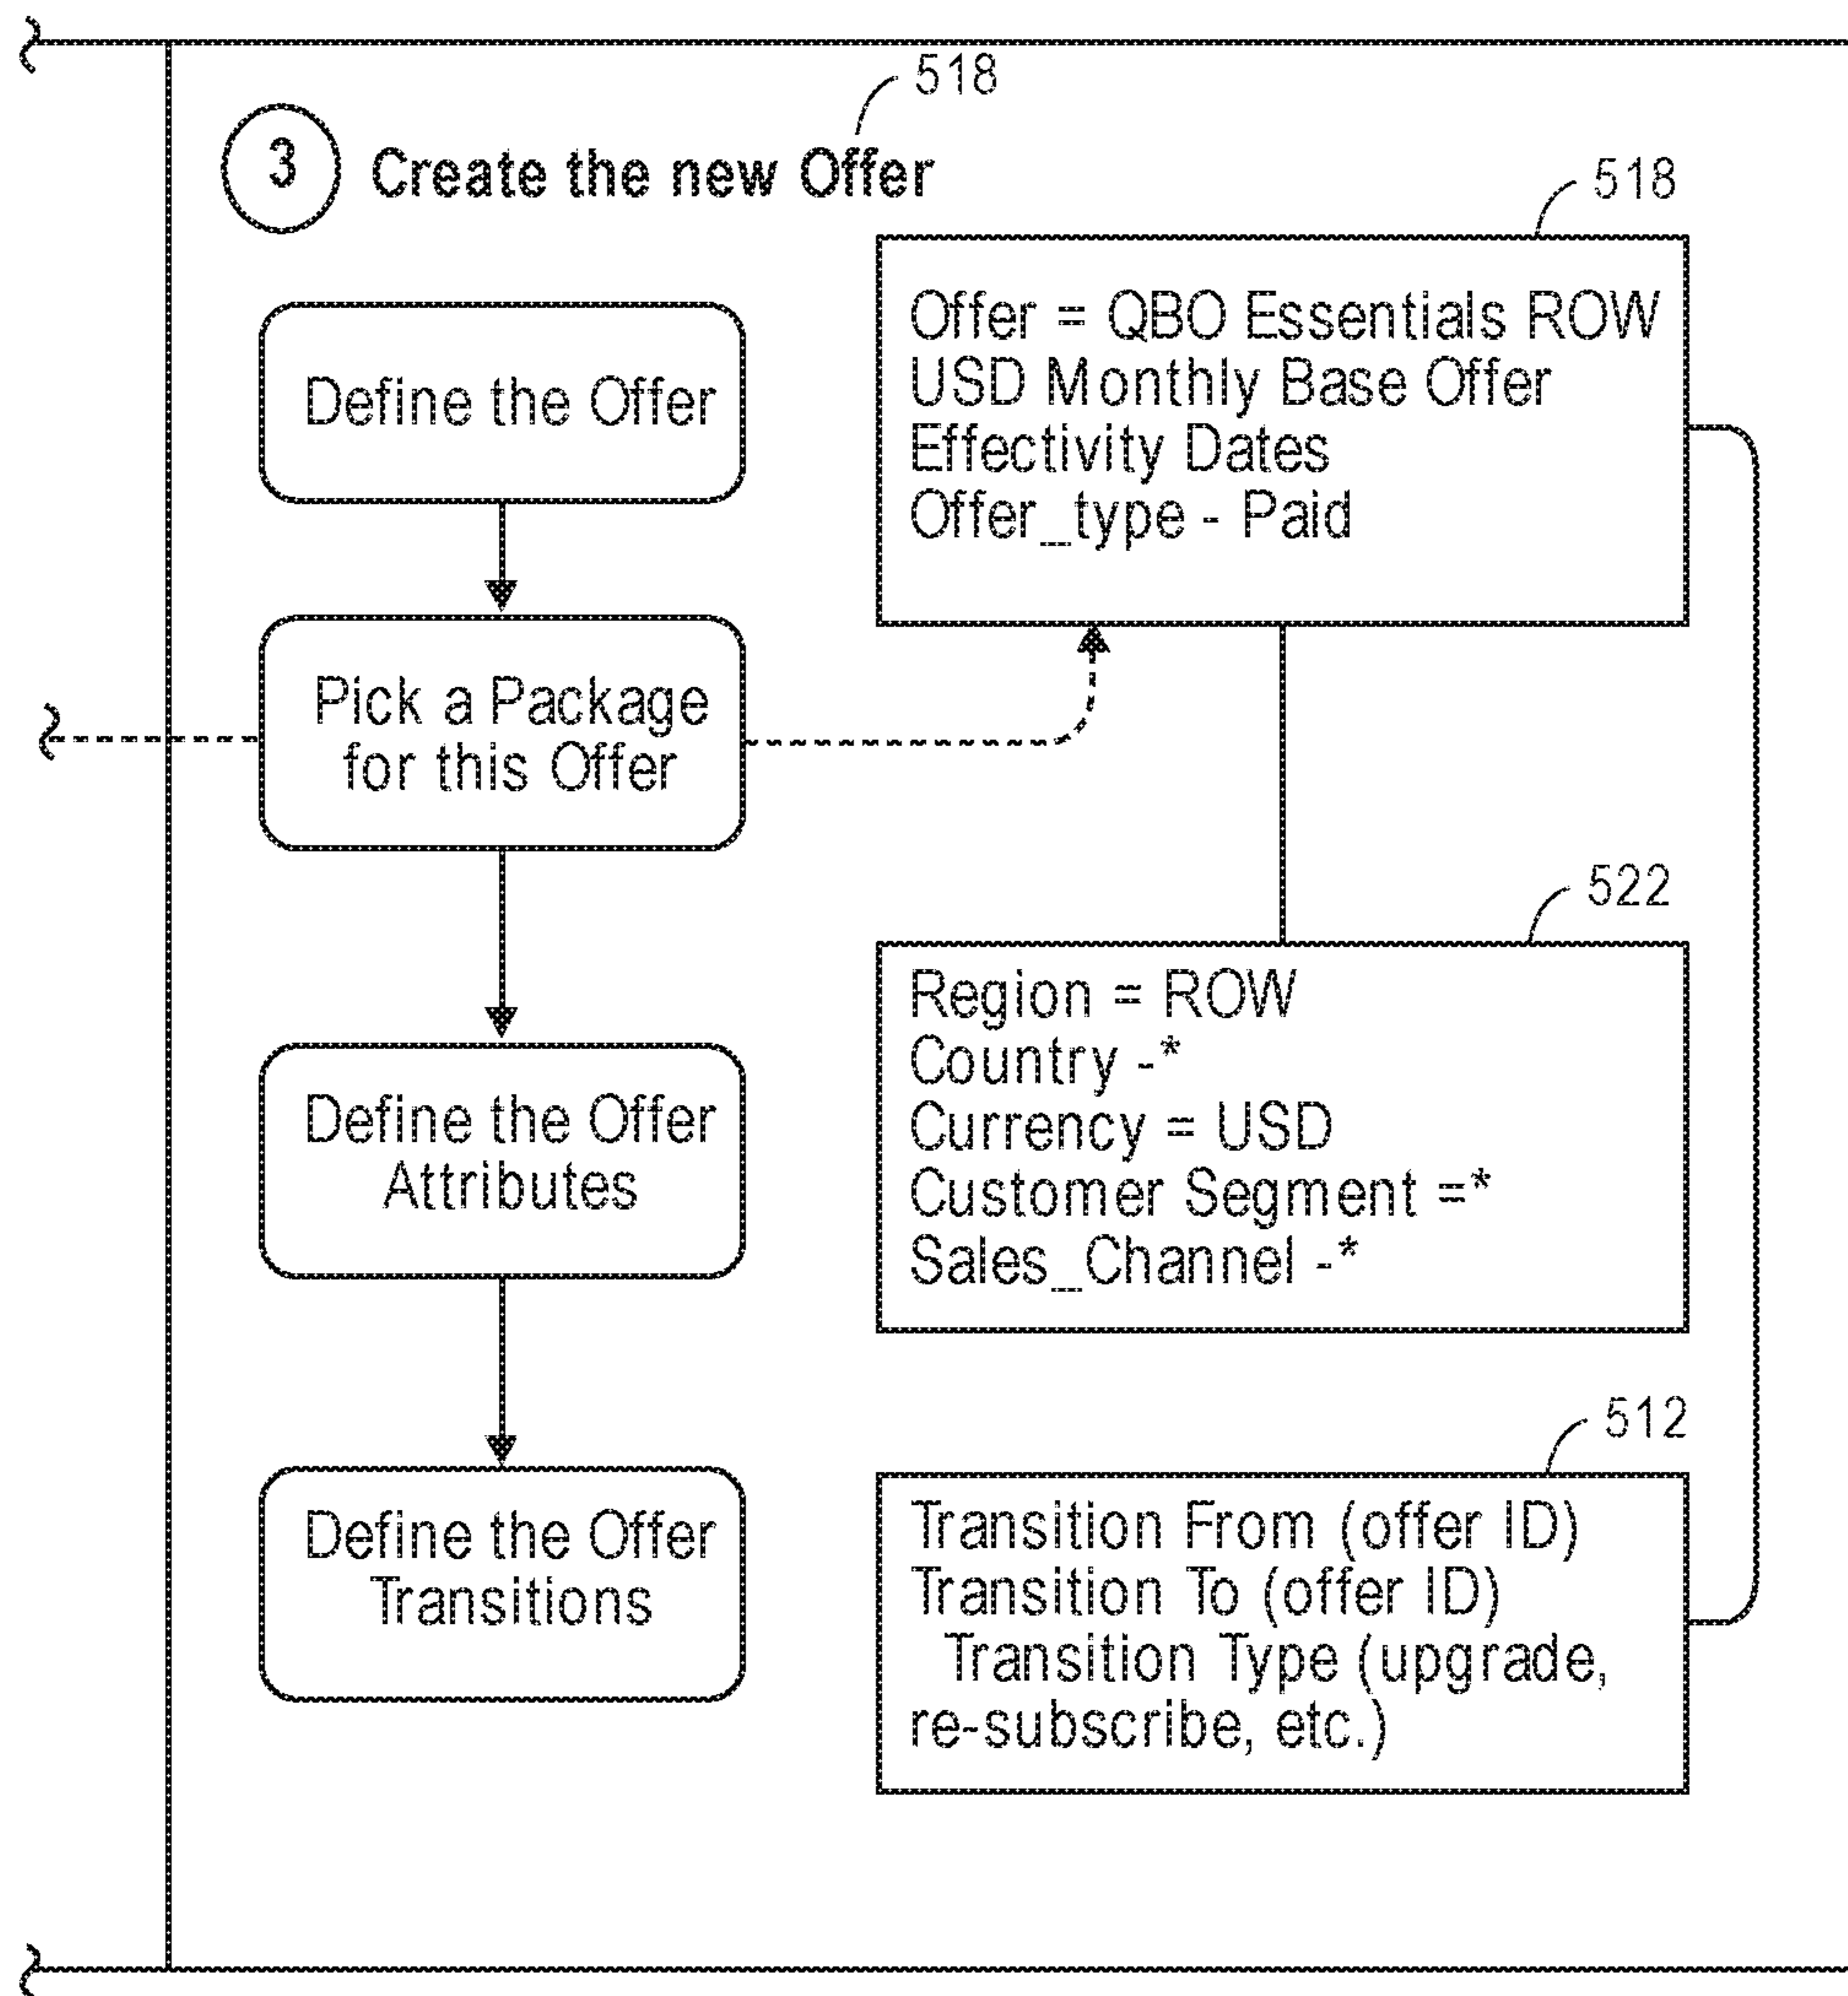 518
3 Create the new Offer
518
Define the Offer
Pick a Package
for this Offer
Define the Offer
Attributes
Define the Offer
Transitions
Offer = QBO Essentials ROW
USD Monthly Base Offer
Effectivity Dates
Offer_type - Paid
522
Region = ROW
Country -*
Currency = USD
Customer Segment =*
Sales_Channel -*
512
Transition From (offer ID)
Transition To (offer ID)
Transition Type (upgrade,
re-subscribe, etc.)